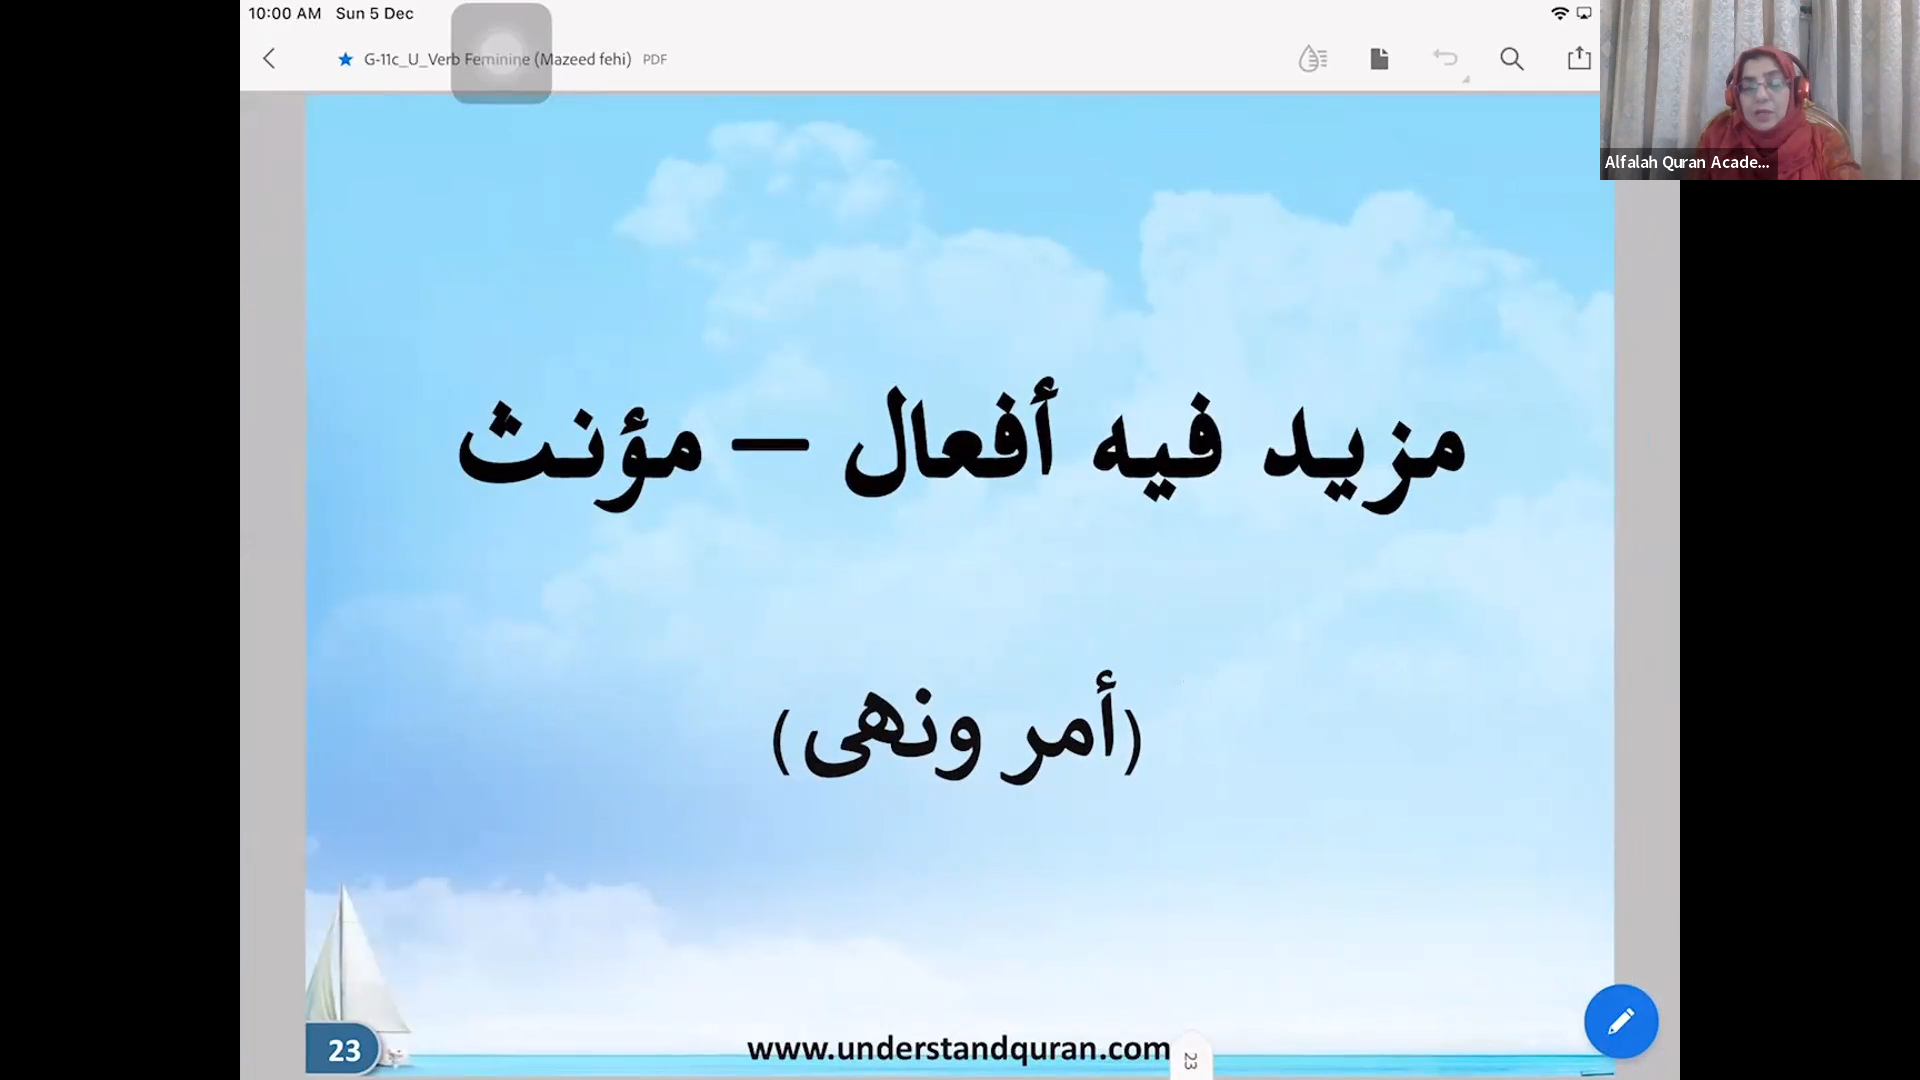 10:00 AM Sun 5 Dec
G-11c_U_Verb Feminine (Mazeed fehi) PDF
Alfalah Quran Acade...
مزيد فيه أفعال – مؤنث
(أمر ونهى)
23
www.understandquran.com
23